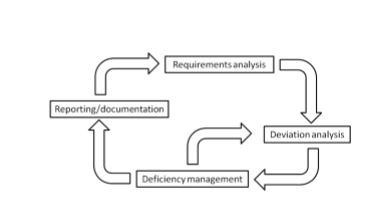 Requirements analysis
Reporting/documentation
Deviation analysis
Deficiency management